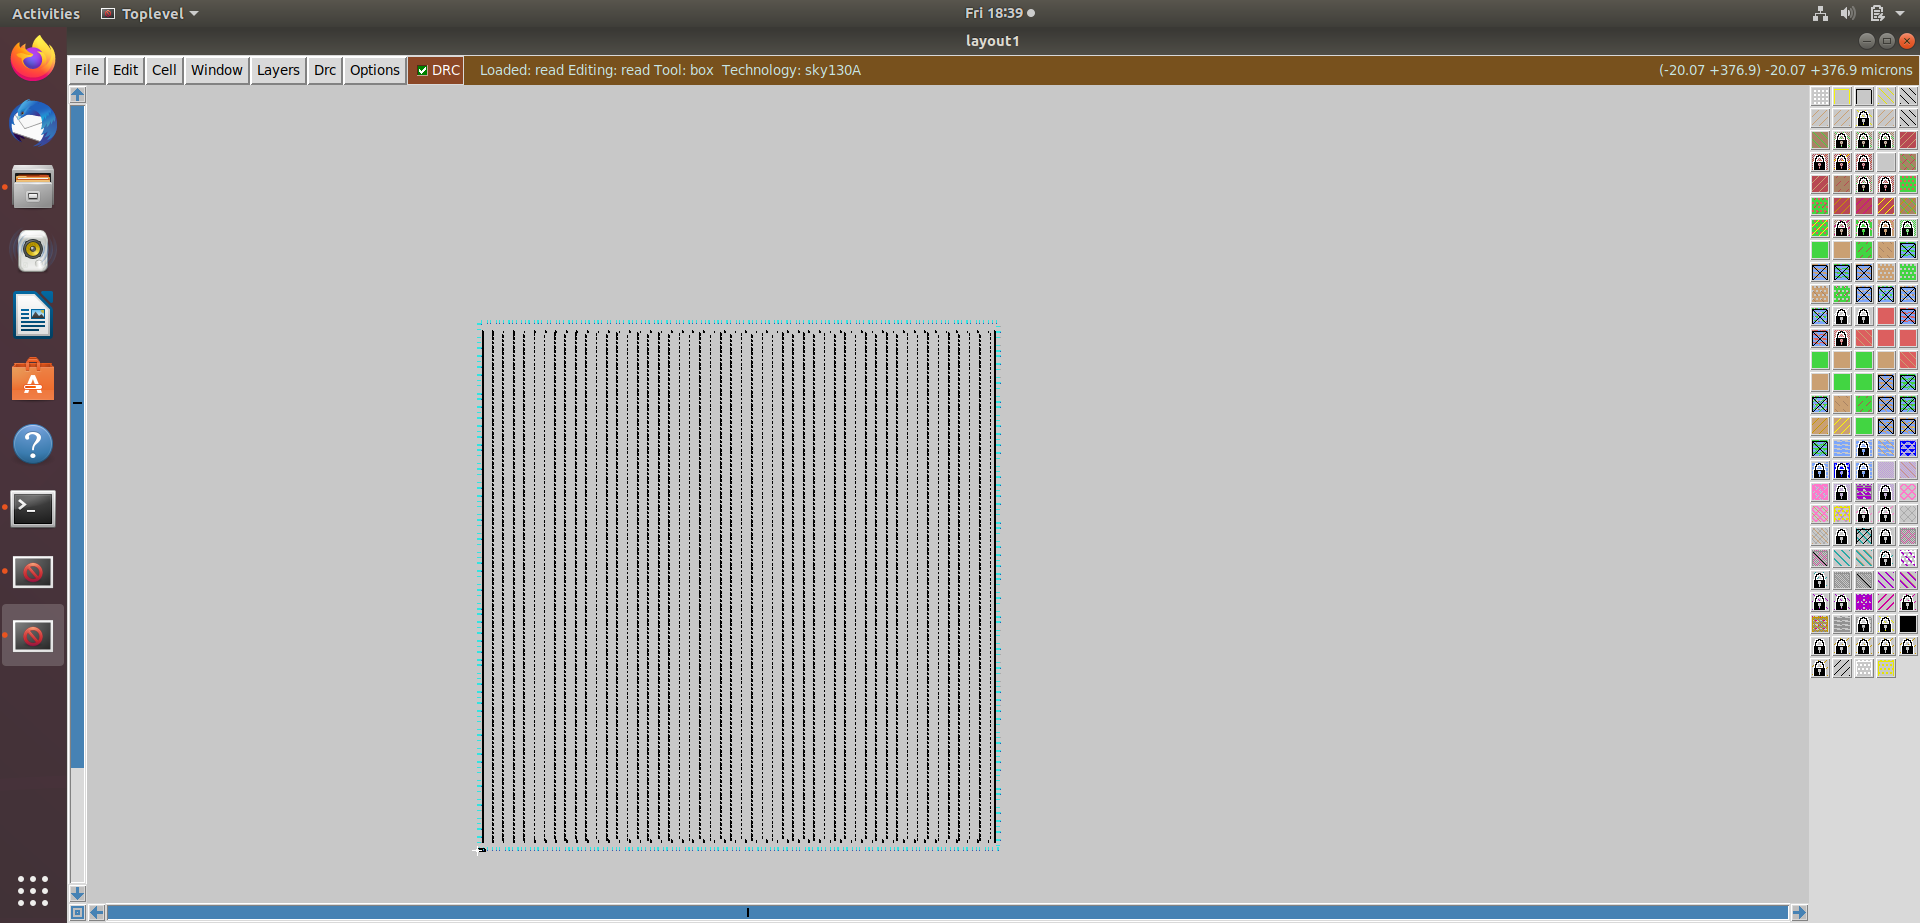 Activities Toplevel Fri 18:39
layout1
File Edit Cell Window Layers Drc Options DRC Loaded: read Editing: read Tool: box Technology: sky130A (-20.07 +376.9) -20.07 +376.9 microns